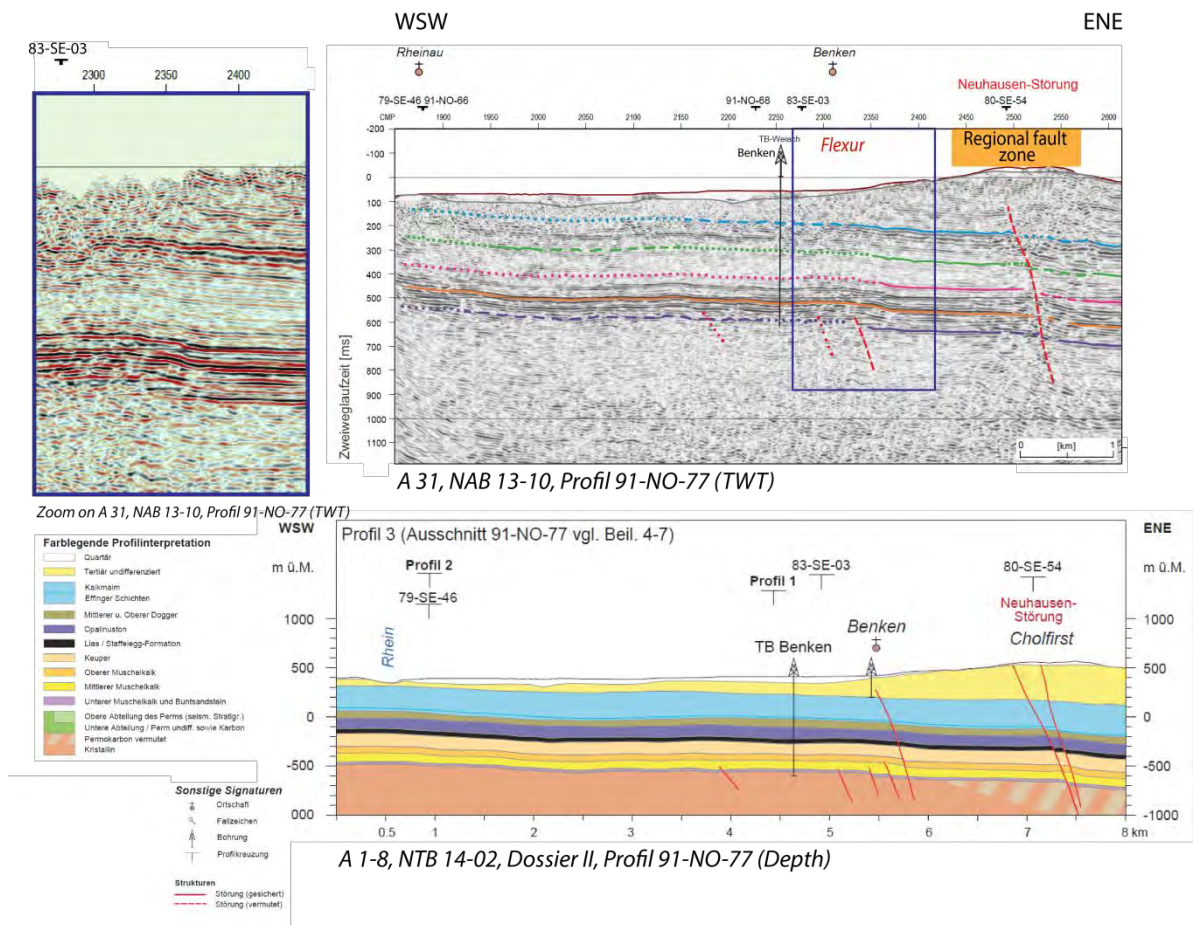 WSW
ENE
83-SE-03
2300 2400
Rheinau
Benken
Neuhausen-Störung
79-SE-46 91-NO-66
91-NO-68 83-SE-03
80-SE-54
CMP 1900 1950 2000 2050 2100 2150 2200 2250 2300 2350 2400 2450 2500 2550 2600
-200
-100
0
100
200
300
400
500
600
700
800
900
1000
1100
Zweiweglaufzeit [ms]
TB-Weiach
Benken
Flexur
Regional fault
zone
0 [km] 1
A 31, NAB 13-10, Profil 91-NO-77 (TWT)
Zoom on A 31, NAB 13-10, Profil 91-NO-77 (TWT)
WSW
ENE
Profil 3 (Ausschnitt 91-NO-77 vgl. Beil. 4-7)
m ü.M.
m ü.M.
Profil 2
79-SE-46
Profil 1
83-SE-03
80-SE-54
Rhein
TB Benken
Benken
Neuhausen-
Störung
Cholfirst
1000
500
0
-500
000
1000
500
0
-500
-1000
0.5 1 2 3 4 5 6 7 8 km
A 1-8, NTB 14-02, Dossier II, Profil 91-NO-77 (Depth)
Farblegende Profilinterpretation
Quartär
Tertiär undifferenziert
Kalkmalm
Effinger Schichten
Mittlerer u. Oberer Dogger
Opalinuston
Lias / Staffelegg-Formation
Keuper
Oberer Muschelkalk
Mittlerer Muschelkalk
Unterer Muschelkalk und Buntsandstein
Obere Abteilung des Perms (seism. Stratigr.)
Untere Abteilung / Perm undiff. sowie Karbon
Permokarbon vermutet
Kristallin
Sonstige Signaturen
Ortschaft
Fallzeichen
Bohrung
Profilkreuzung
Strukturen
Störung (gesichert)
Störung (vermutet)